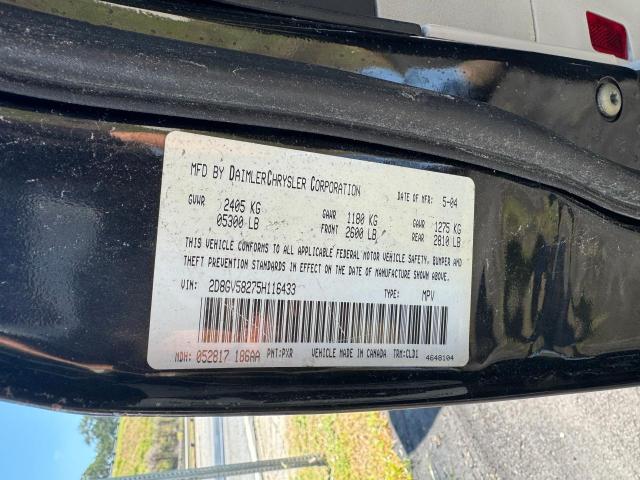 MFD BY DAIMLERCHRYSLER CORPORATION
DATE OF MFR: 5-04
GVWR 2405 KG 05300 LB
GAWR FRONT 1180 KG 2600 LB
GAWR REAR 1275 KG 2810 LB
THIS VEHICLE CONFORMS TO ALL APPLICABLE FEDERAL MOTOR VEHICLE SAFETY, BUMPER AND
THEFT PREVENTION STANDARDS IN EFFECT ON THE DATE OF MANUFACTURE SHOWN ABOVE.
VIN: 2D8GV58275H116433 TYPE: MPV
MDH: 052817 186AA PNT:PXR VEHICLE MADE IN CANADA TRM:CLD1
4648104